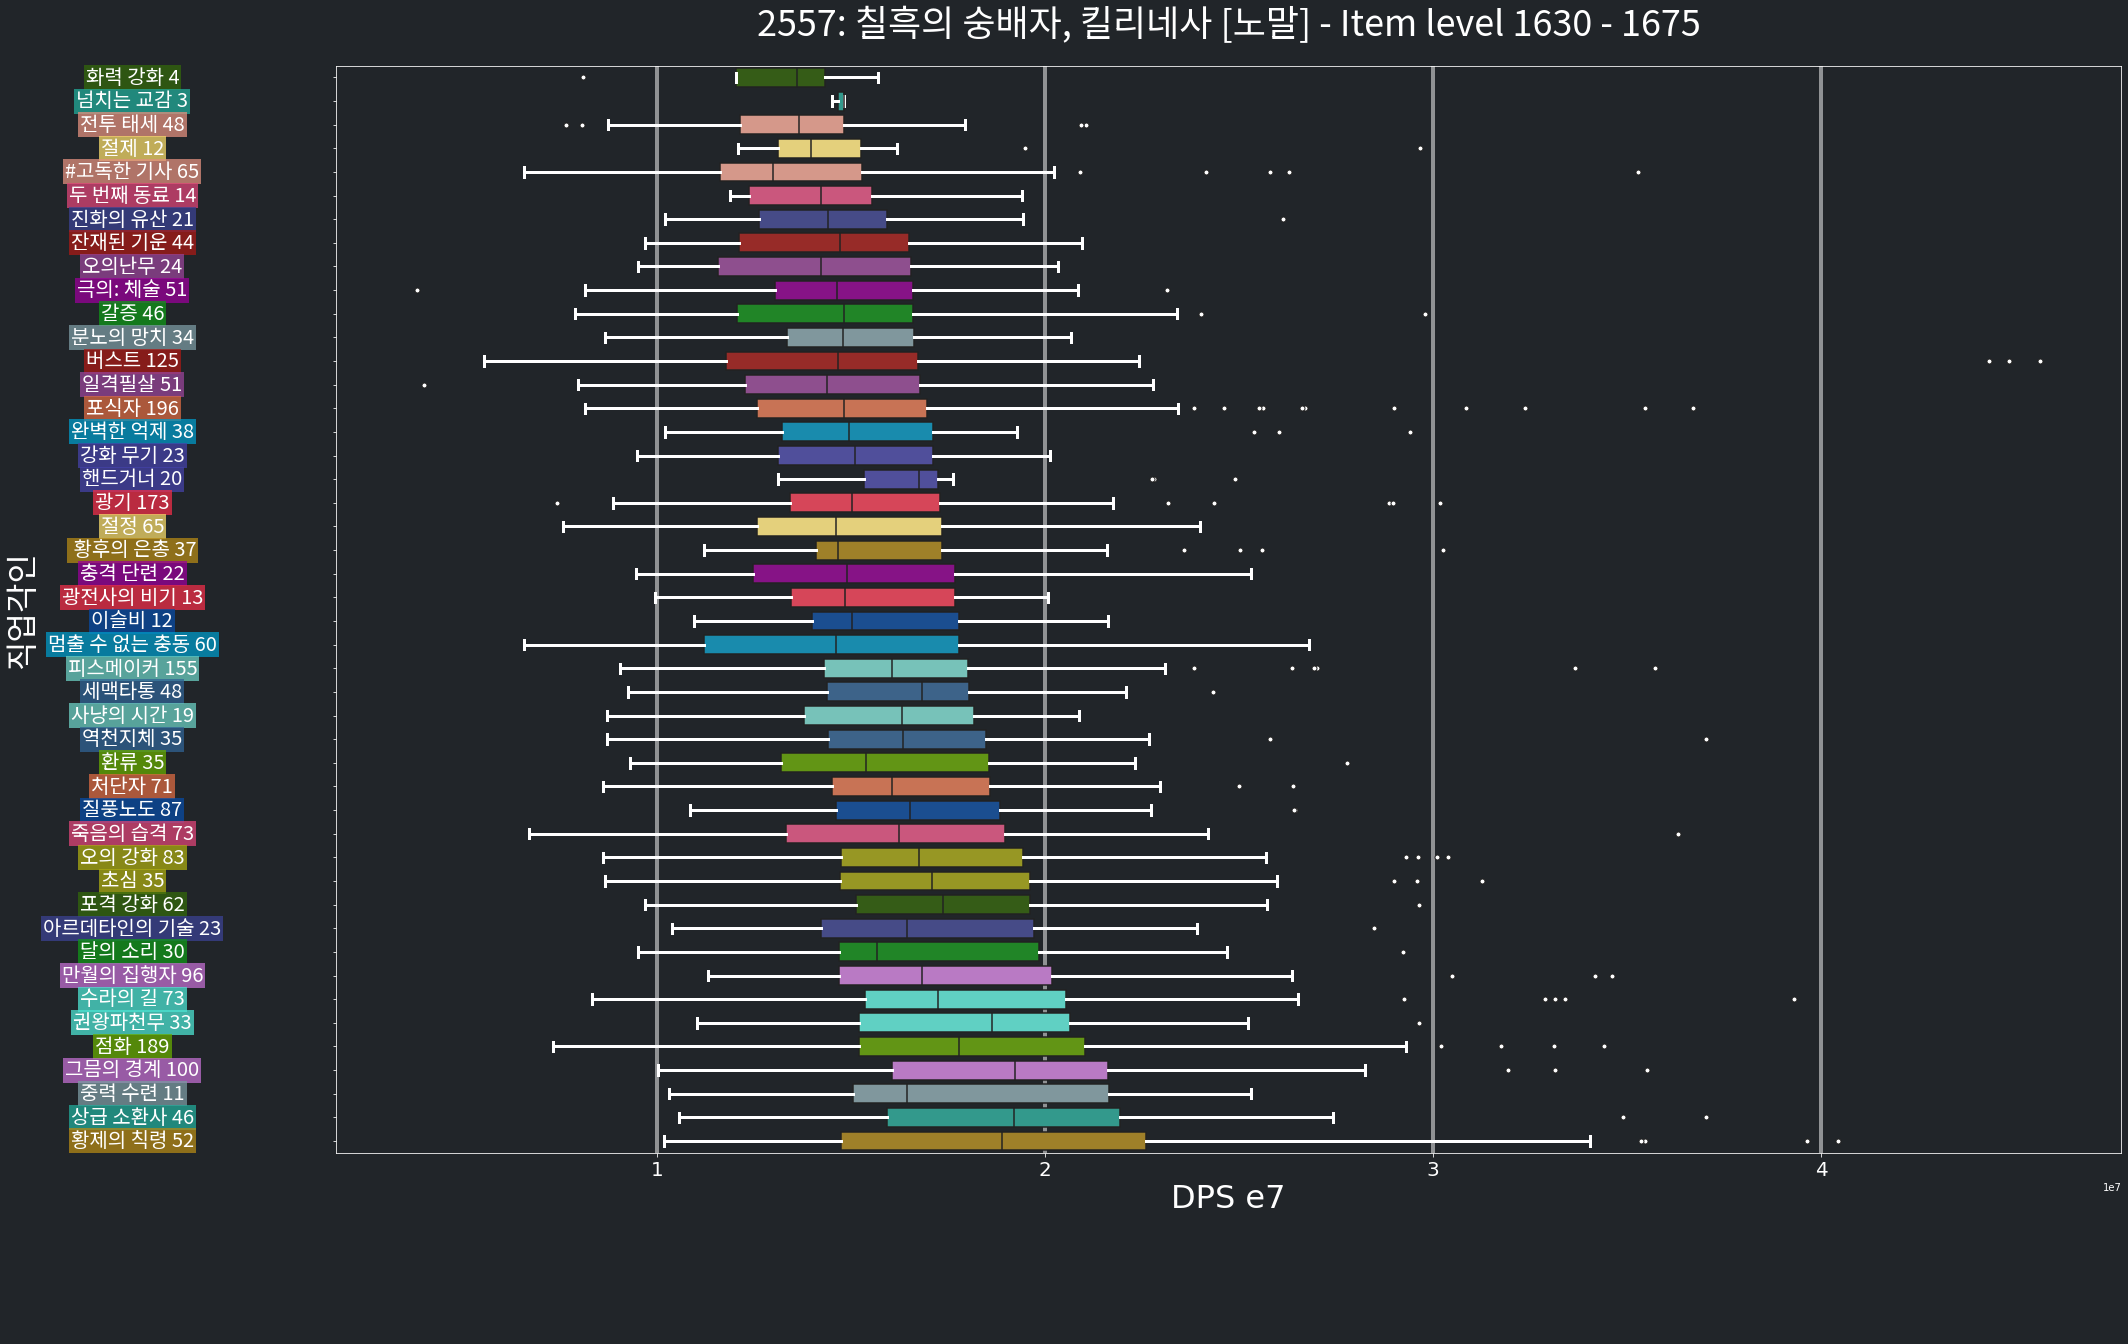 2557: 칠흑의 숭배자, 킬리네사 [노말] - Item level 1630 - 1675
직업각인
화력 강화 4
넘치는 교감 3
전투 태세 48
절제 12
#고독한 기사 65
두 번째 동료 14
진화의 유산 21
잔재된 기운 44
오의난무 24
극의: 체술 51
갈증 46
분노의 망치 34
버스트 125
일격필살 51
포식자 196
완벽한 억제 38
강화 무기 23
핸드거너 20
광기 173
절정 65
황후의 은총 37
충격 단련 22
광전사의 비기 13
이슬비 12
멈출 수 없는 충동 60
피스메이커 155
세맥타통 48
사냥의 시간 19
역천지체 35
환류 35
처단자 71
질풍노도 87
죽음의 습격 73
오의 강화 83
초심 35
포격 강화 62
아르데타인의 기술 23
달의 소리 30
만월의 집행자 96
수라의 길 73
권왕파천무 33
점화 189
그믐의 경계 100
중력 수련 11
상급 소환사 46
황제의 칙령 52
1 2 3 4
1e7
DPS e7